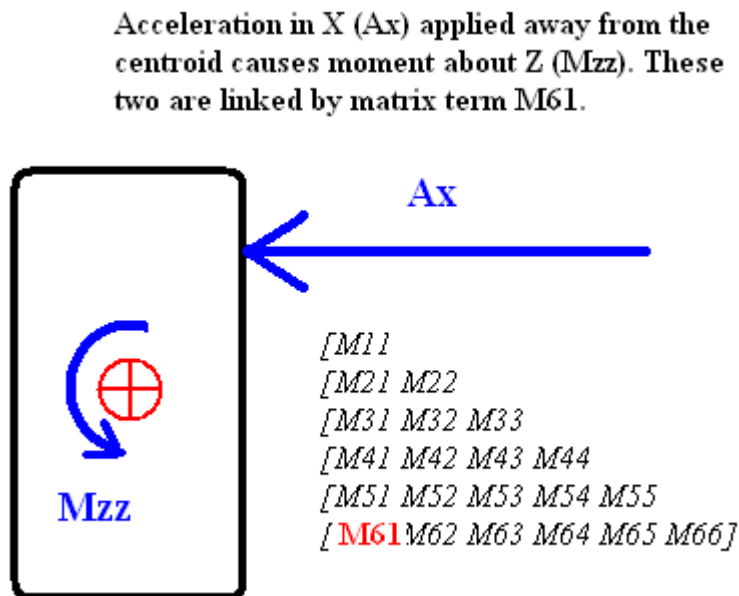 Acceleration in X (Ax) applied away from the
centroid causes moment about Z (Mzz). These
two are linked by matrix term M61.
Ax
[M11
[M21 M22
[M31 M32 M33
[M41 M42 M43 M44
[M51 M52 M53 M54 M55
[ M61 M62 M63 M64 M65 M66]
Mzz